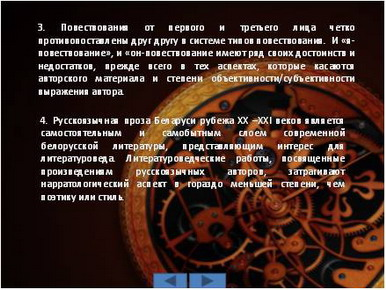 3. Повествования от первого и третьего лица четко
противопоставлены друг другу в системе типов повествования. И «я-
повествование», и «он-повествование имеют ряд своих достоинств и
недостатков, прежде всего в тех аспектах, которые касаются
авторского материала и степени объективности/субъективности
выражения автора.
4. Русскоязычная проза Беларуси рубежа XX –XXI веков является
самостоятельным и самобытным слоем современной
белорусской литературы, представляющим интерес для
литературоведа. Литературоведческие работы, посвященные
произведениям русскоязычных авторов, затрагивают
нарратологический аспект в гораздо меньшей степени, чем
поэтику или стиль.